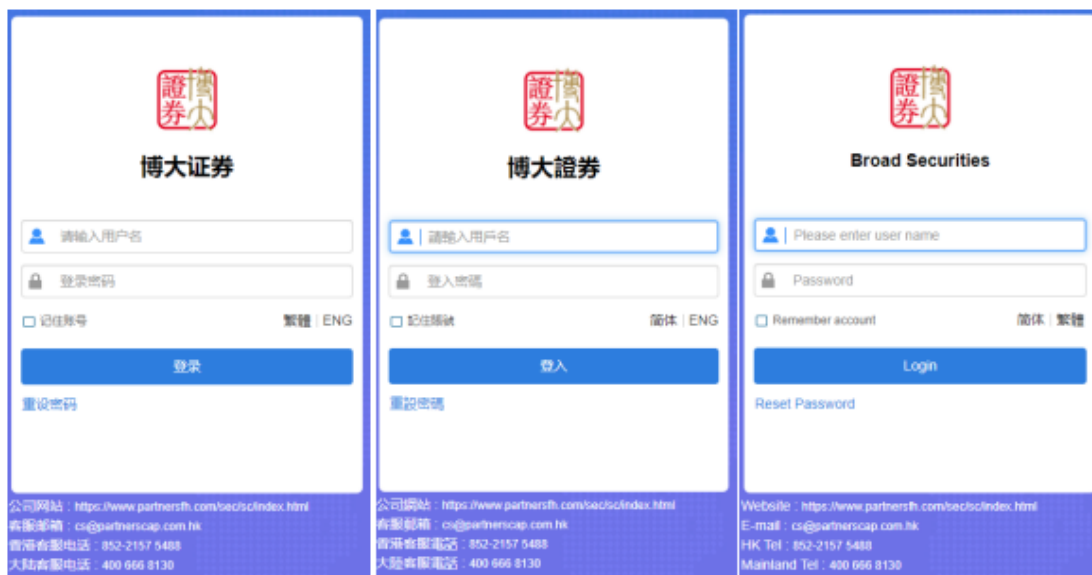 證券 博大
博大证券
请输入用户名
登录密码
记住账号
繁體 | ENG
登录
重设密码
公司网站 : https://www.partnersfh.com/sec/sc/index.html
客服邮箱 : cs@partnerscap.com.hk
香港客服电话 : 852-2157 5488
大陆客服电话 : 400 666 8130
證券 博大
博大證券
請輸入用戶名
登入密碼
記住賬號
简体 | ENG
登入
重設密碼
公司網站 : https://www.partnersfh.com/sec/sc/index.html
客服郵箱 : cs@partnerscap.com.hk
香港客服電話 : 852-2157 5488
大陸客服電話 : 400 666 8130
證券 博大
Broad Securities
Please enter user name
Password
Remember account
简体 | 繁體
Login
Reset Password
Website : https://www.partnersfh.com/sec/sc/index.html
E-mail : cs@partnerscap.com.hk
HK Tel : 852-2157 5488
Mainland Tel : 400 666 8130